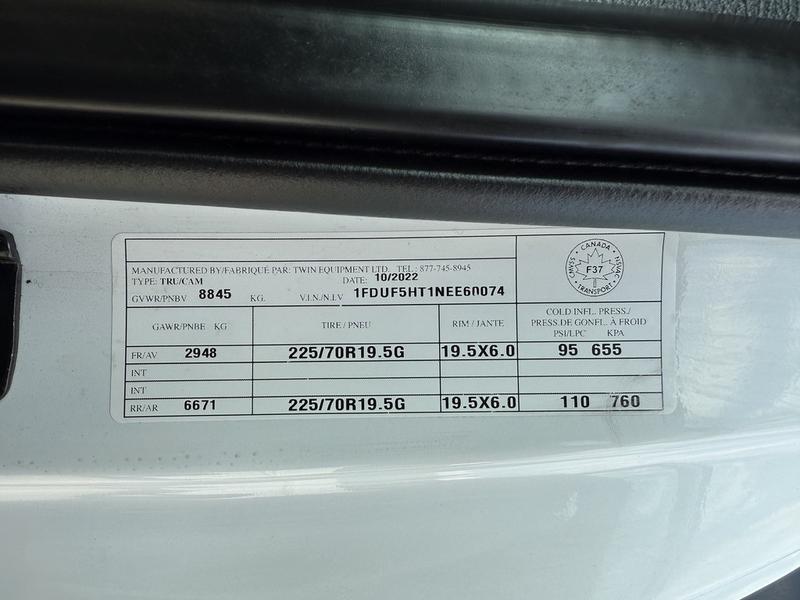 MANUFACTURED BY/FABRIQUÉ PAR: TWIN EQUIPMENT LTD. TEL.: 877-745-8945
TYPE: TRU/CAM DATE: 10/2022
GVWR/PNBV 8845 KG. V.I.N./N.I.V 1FDUF5HT1NEE60074
CANADA
MVSS F37 NSVAC
TRANSPORT
GAWR/PNBE KG TIRE / PNEU RIM / JANTE COLD INFL. PRESS./
PRESS.DE GONFL. À FROID
PSI/LPC KPA
FR/AV 2948 225/70R19.5G 19.5X6.0 95 655
INT
INT
RR/AR 6671 225/70R19.5G 19.5X6.0 110 760